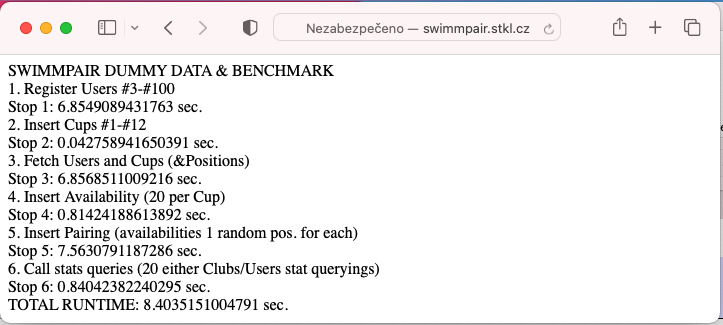 Nezabezpečeno — swimmpair.stkl.cz
SWIMMPAIR DUMMY DATA & BENCHMARK
1. Register Users #3-#100
Stop 1: 6.8549089431763 sec.
2. Insert Cups #1-#12
Stop 2: 0.042758941650391 sec.
3. Fetch Users and Cups (&Positions)
Stop 3: 6.8568511009216 sec.
4. Insert Availability (20 per Cup)
Stop 4: 0.81424188613892 sec.
5. Insert Pairing (availabilities 1 random pos. for each)
Stop 5: 7.5630791187286 sec.
6. Call stats queries (20 either Clubs/Users stat queryings)
Stop 6: 0.84042382240295 sec.
TOTAL RUNTIME: 8.4035151004791 sec.